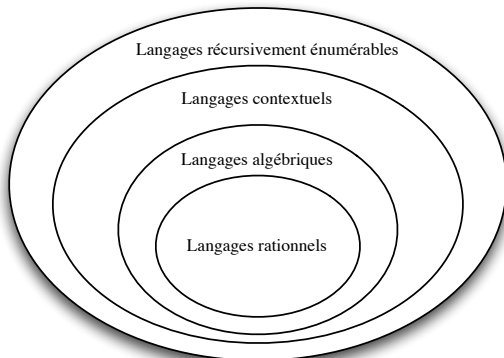 Langages récursivement énumérables
Langages contextuels
Langages algébriques
Langages rationnels